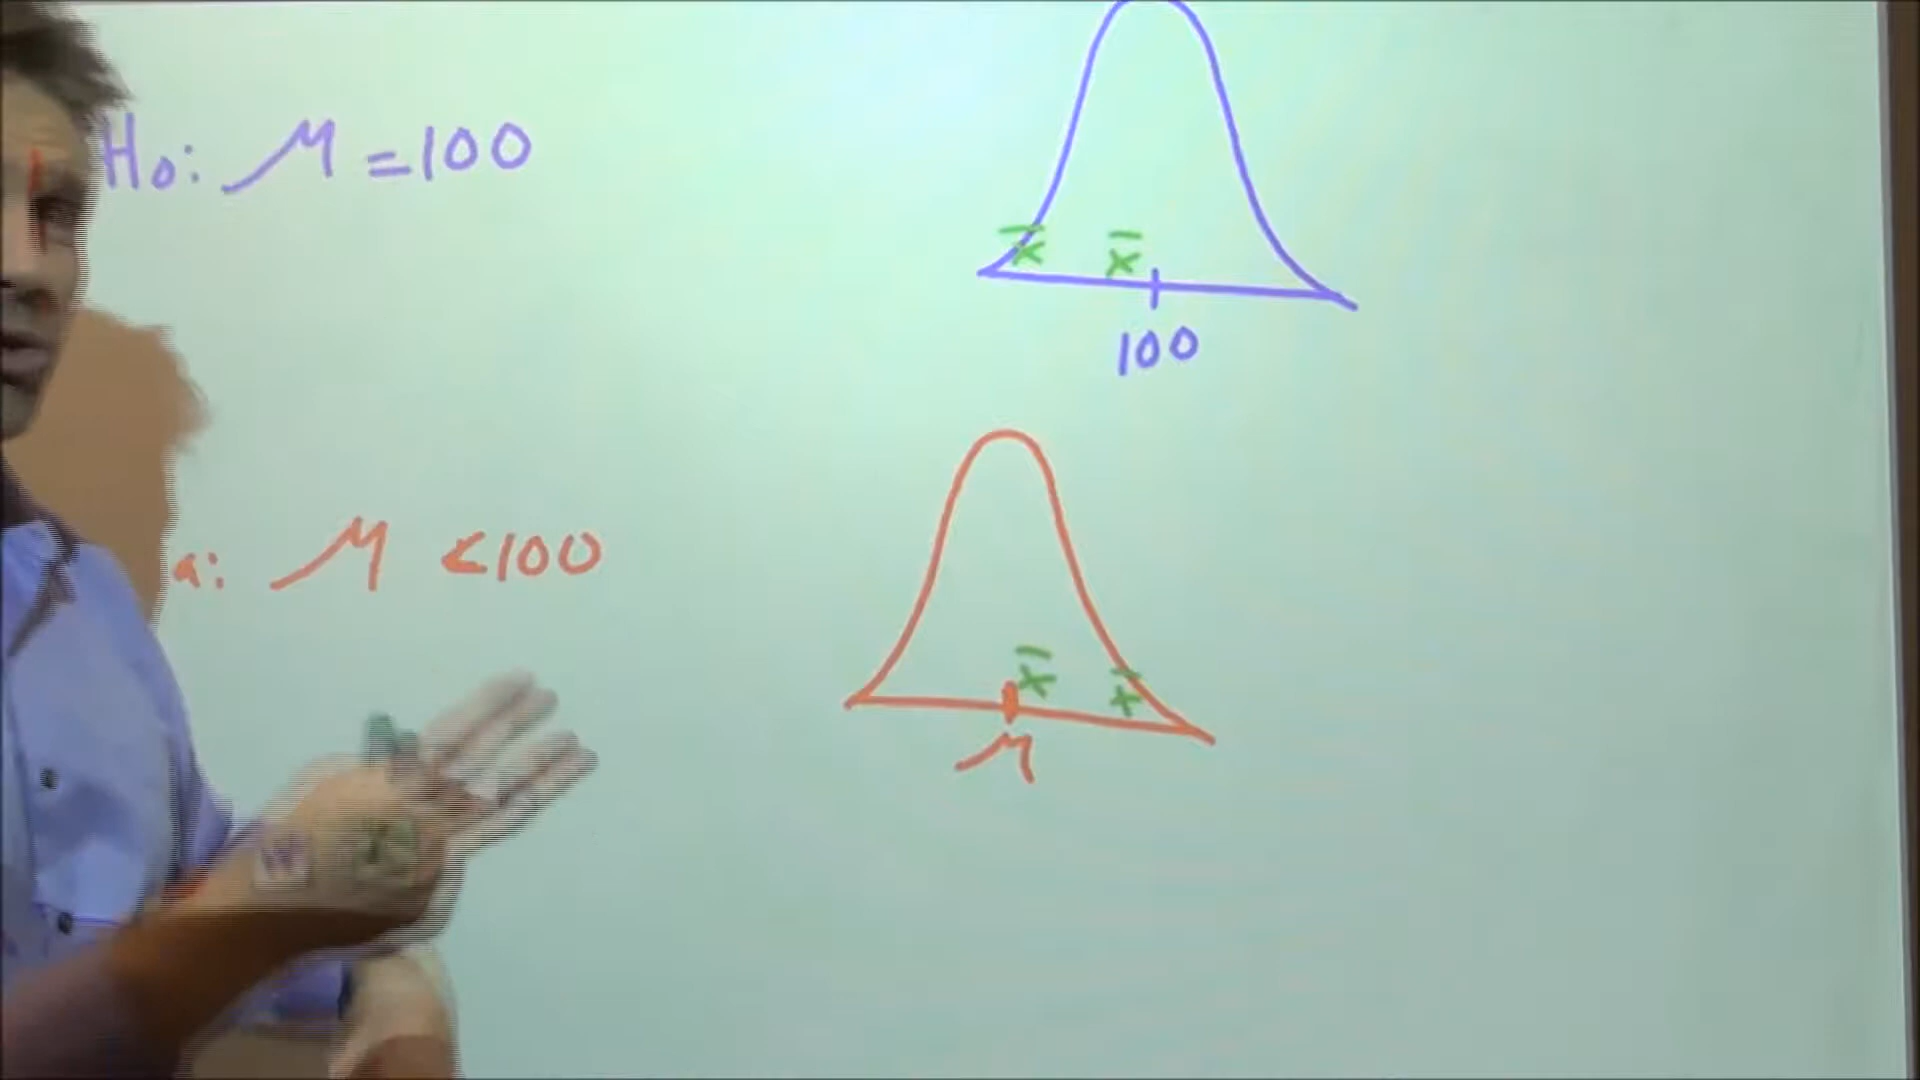 Ho: μ = 100
x̄ x̄
100
a: μ < 100
x̄ x̄
μ